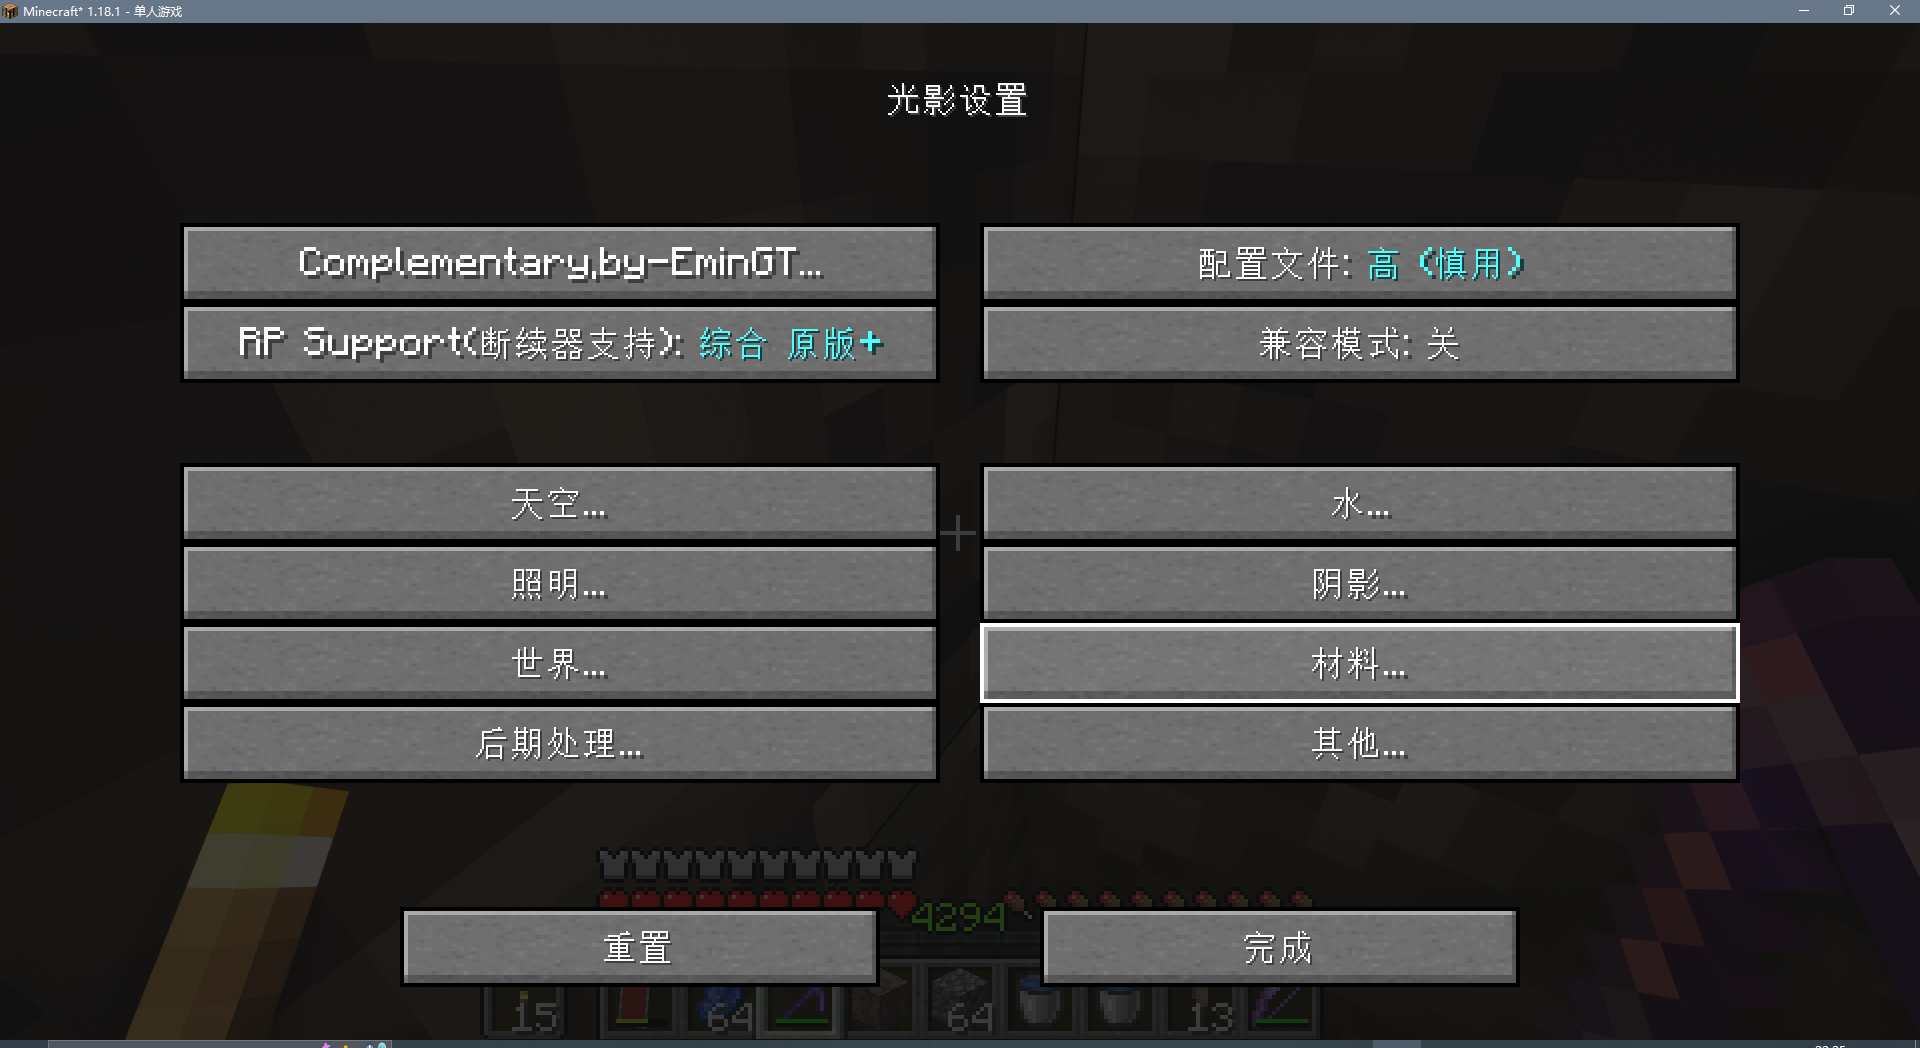 Minecraft* 1.18.1 - 单人游戏
光影设置
Complementary,by-EminGT...
配置文件: 高 (慎用)
RP Support(断续器支持): 综合 原版+
兼容模式: 关
天空...
水...
照明...
阴影...
世界...
材料...
后期处理...
其他...
4294
重置
完成
15
64
64
13